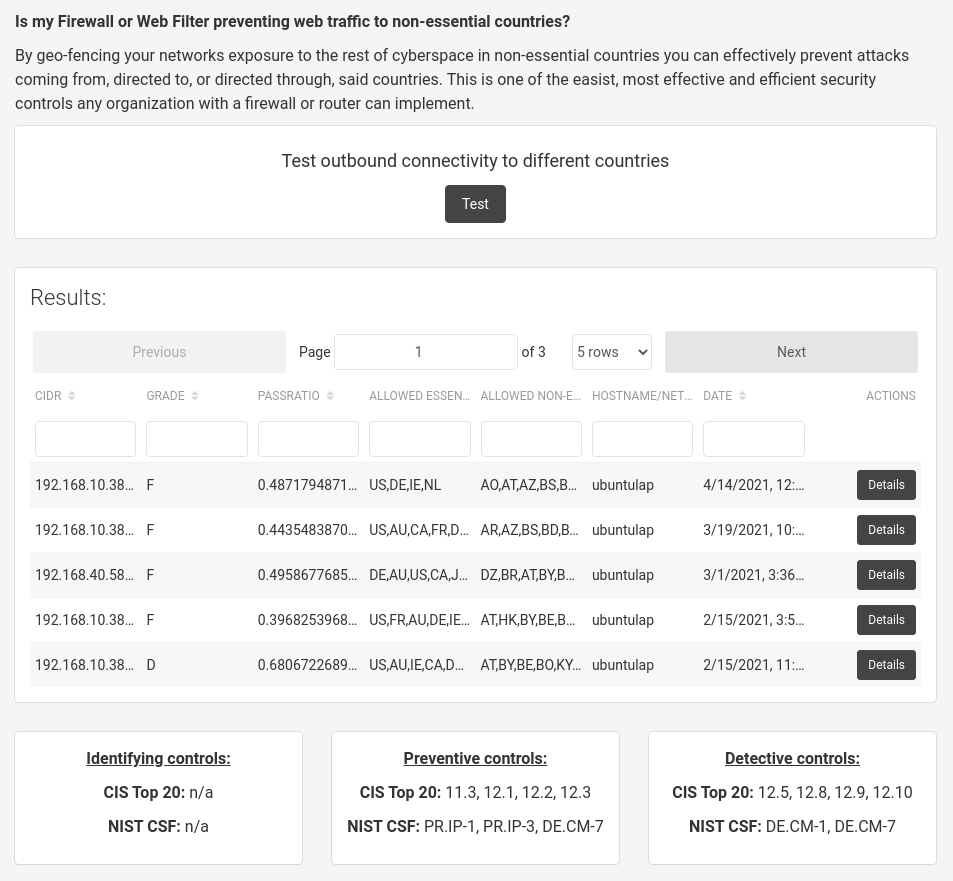 Is my Firewall or Web Filter preventing web traffic to non-essential countries?
By geo-fencing your networks exposure to the rest of cyberspace in non-essential countries you can effectively prevent attacks
coming from, directed to, or directed through, said countries. This is one of the easist, most effective and efficient security
controls any organization with a firewall or router can implement.
Test outbound connectivity to different countries
Test
Results:
Previous Page 1 of 3 5 rows Next
CIDR GRADE PASSRATIO ALLOWED ESSEN... ALLOWED NON-E... HOSTNAME/NET... DATE ACTIONS
192.168.10.38... F 0.4871794871... US,DE,IE,NL AO,AT,AZ,BS,B... ubuntulap 4/14/2021, 12:... Details
192.168.10.38... F 0.4435483870... US,AU,CA,FR,D... AR,AZ,BS,BD,B... ubuntulap 3/19/2021, 10:... Details
192.168.40.58... F 0.4958677685... DE,AU,US,CA,J... DZ,BR,AT,BY,B... ubuntulap 3/1/2021, 3:36... Details
192.168.10.38... F 0.3968253968... US,FR,AU,DE,IE... AT,HK,BY,BE,B... ubuntulap 2/15/2021, 3:5... Details
192.168.10.38... D 0.6806722689... US,AU,IE,CA,D... AT,BY,BE,BO,KY... ubuntulap 2/15/2021, 11:... Details
Identifying controls:
CIS Top 20: n/a
NIST CSF: n/a
Preventive controls:
CIS Top 20: 11.3, 12.1, 12.2, 12.3
NIST CSF: PR.IP-1, PR.IP-3, DE.CM-7
Detective controls:
CIS Top 20: 12.5, 12.8, 12.9, 12.10
NIST CSF: DE.CM-1, DE.CM-7